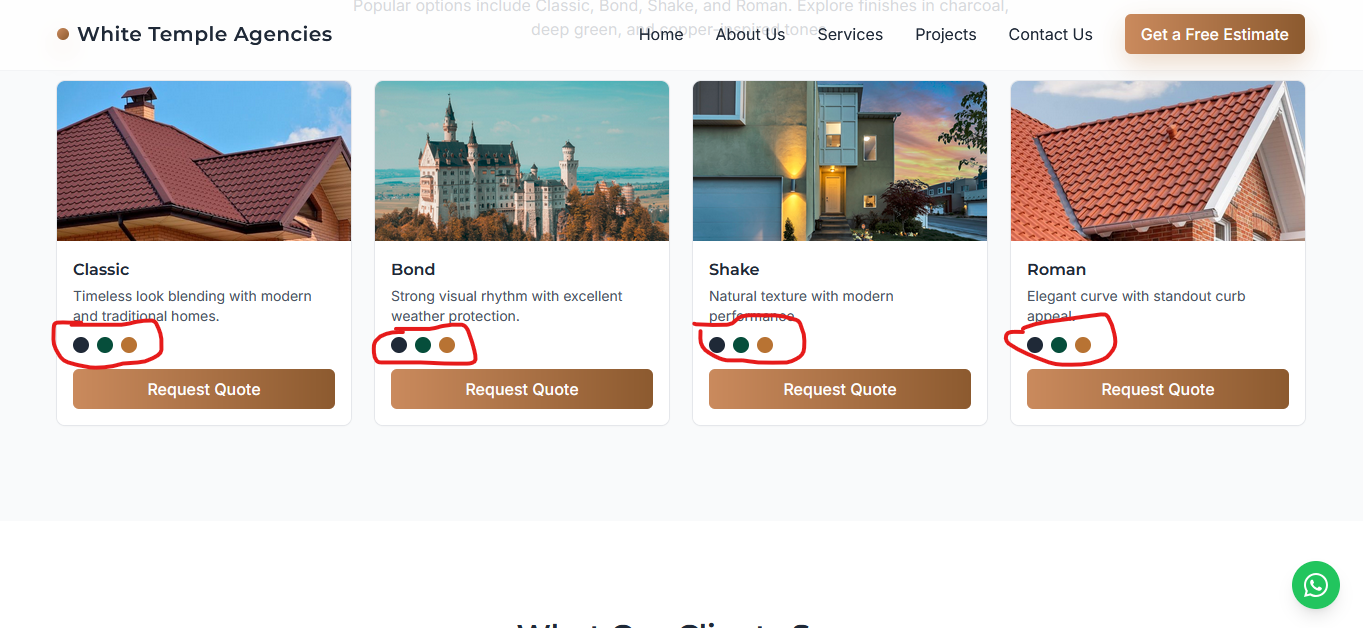 Popular options include Classic, Bond, Shake, and Roman. Explore finishes in charcoal,
deep green, and copper-inspired tones.
White Temple Agencies
Home
About Us
Services
Projects
Contact Us
Get a Free Estimate
Classic
Timeless look blending with modern
and traditional homes.
Request Quote
Bond
Strong visual rhythm with excellent
weather protection.
Request Quote
Shake
Natural texture with modern
performance.
Request Quote
Roman
Elegant curve with standout curb
appeal.
Request Quote
What Our Clients S